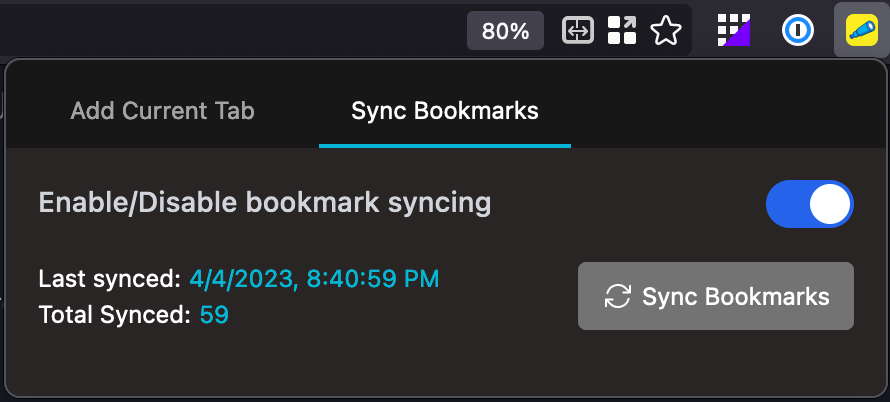 80%
Add Current Tab
Sync Bookmarks
Enable/Disable bookmark syncing
Last synced: 4/4/2023, 8:40:59 PM
Total Synced: 59
Sync Bookmarks